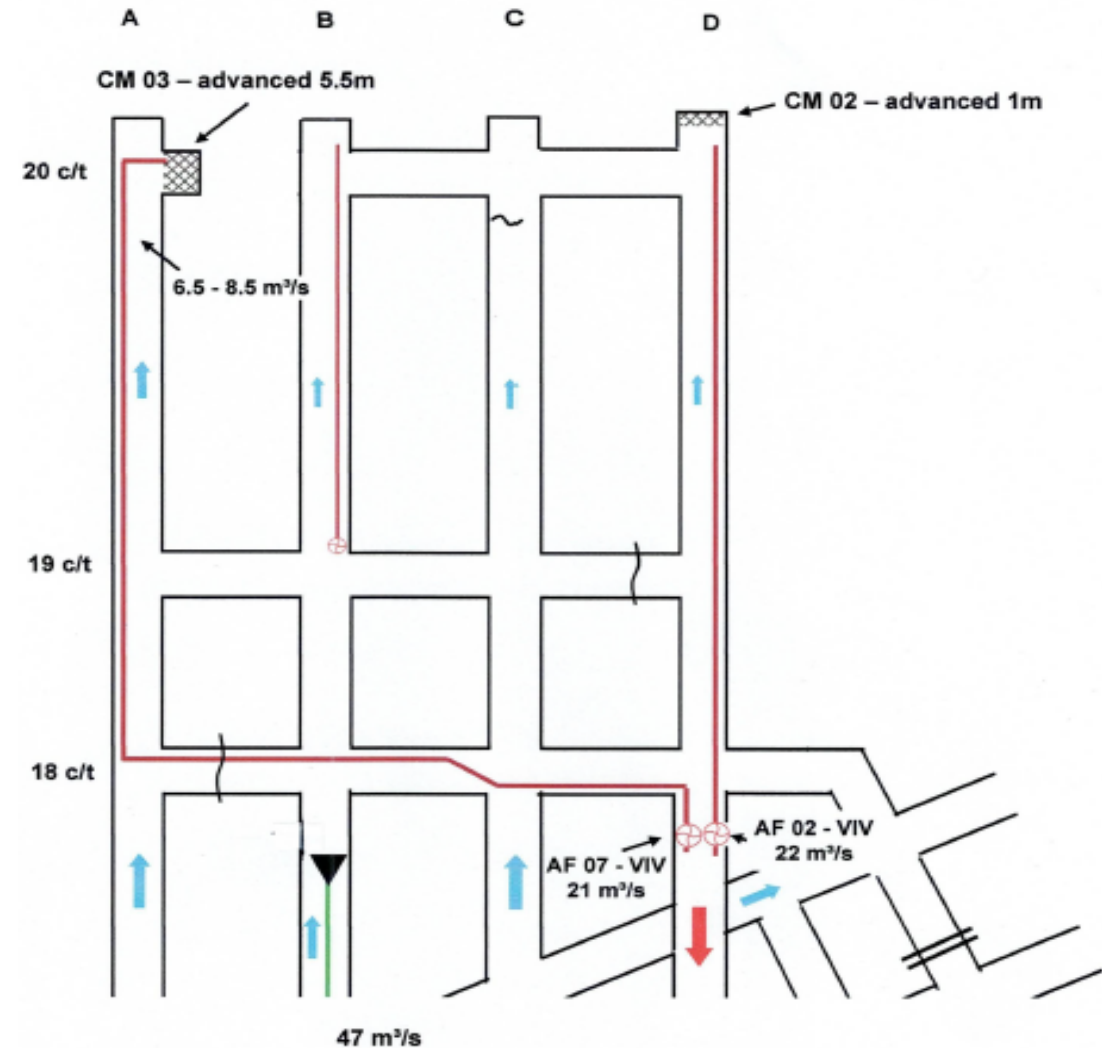 A
B
C
D
CM 03 – advanced 5.5m
CM 02 – advanced 1m
20 c/t
6.5 - 8.5 m³/s
19 c/t
18 c/t
AF 07 - VIV
21 m³/s
AF 02 - VIV
22 m³/s
47 m³/s